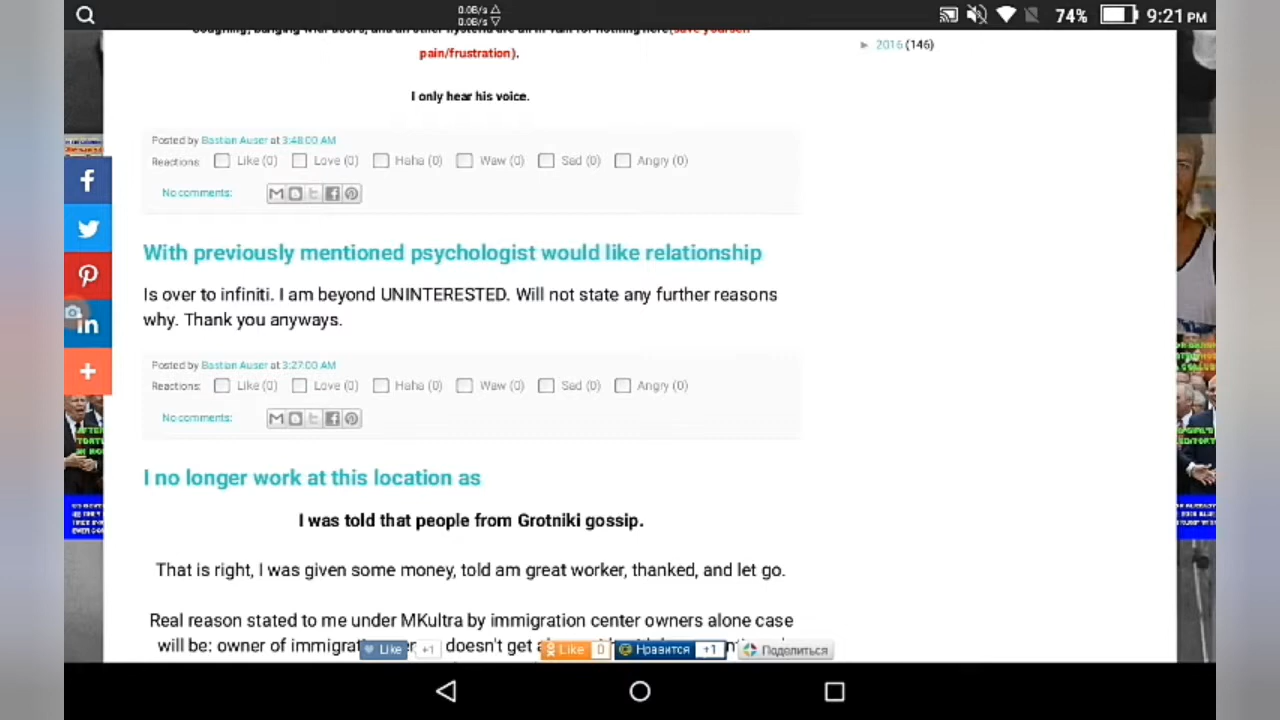 0.0B/s △
0.0B/s ▽
74% 9:21 PM
pain/frustration).
► 2016 (146)
I only hear his voice.
Posted by Bastian Auser at 3:48:00 AM
Reactions: Like (0) Love (0) Haha (0) Waw (0) Sad (0) Angry (0)
No comments:
With previously mentioned psychologist would like relationship
Is over to infiniti. I am beyond UNINTERESTED. Will not state any further reasons
why. Thank you anyways.
Posted by Bastian Auser at 3:27:00 AM
Reactions: Like (0) Love (0) Haha (0) Waw (0) Sad (0) Angry (0)
No comments:
I no longer work at this location as
I was told that people from Grotniki gossip.
That is right, I was given some money, told am great worker, thanked, and let go.
Real reason stated to me under MKultra by immigration center owners alone case
will be: owner of immigrat doesn't get
Like +1 Like 0 Нравится +1 Поделиться